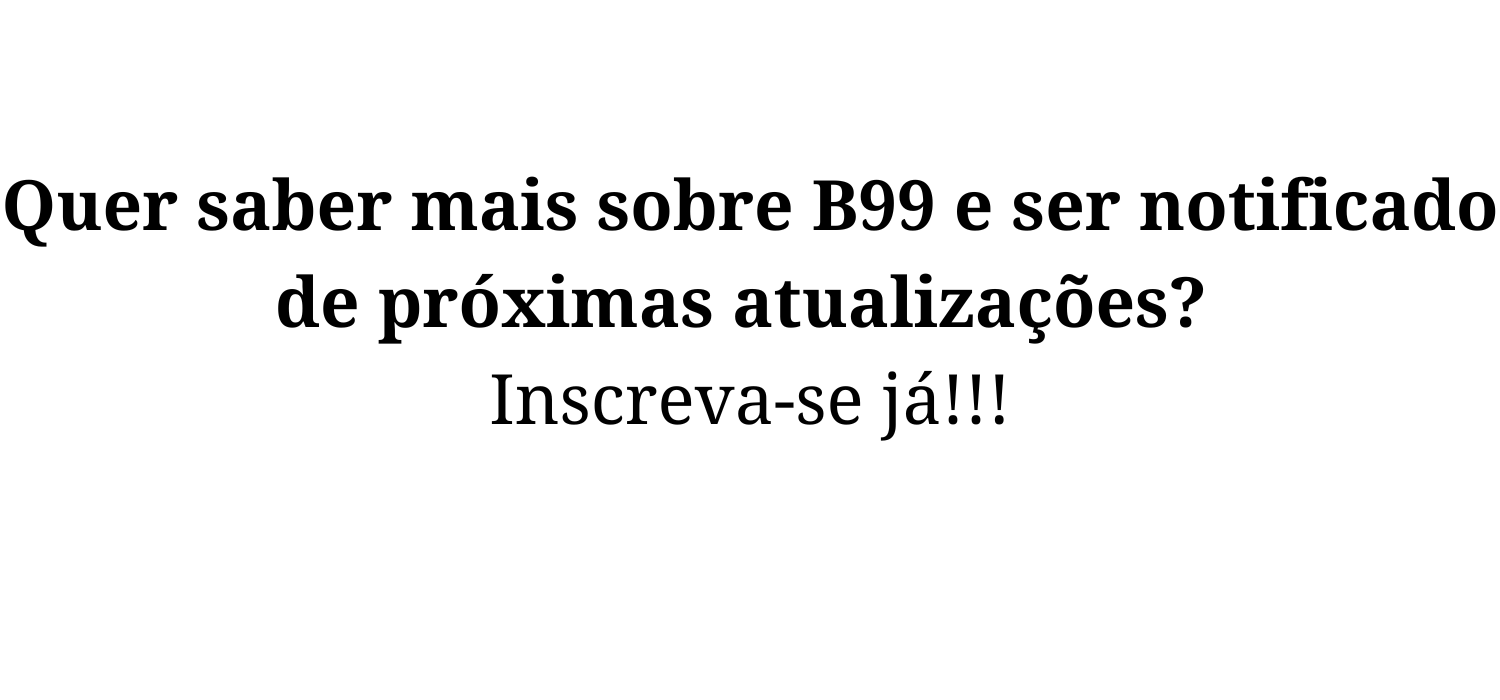 Quer saber mais sobre B99 e ser notificado
de próximas atualizações?
Inscreva-se já!!!